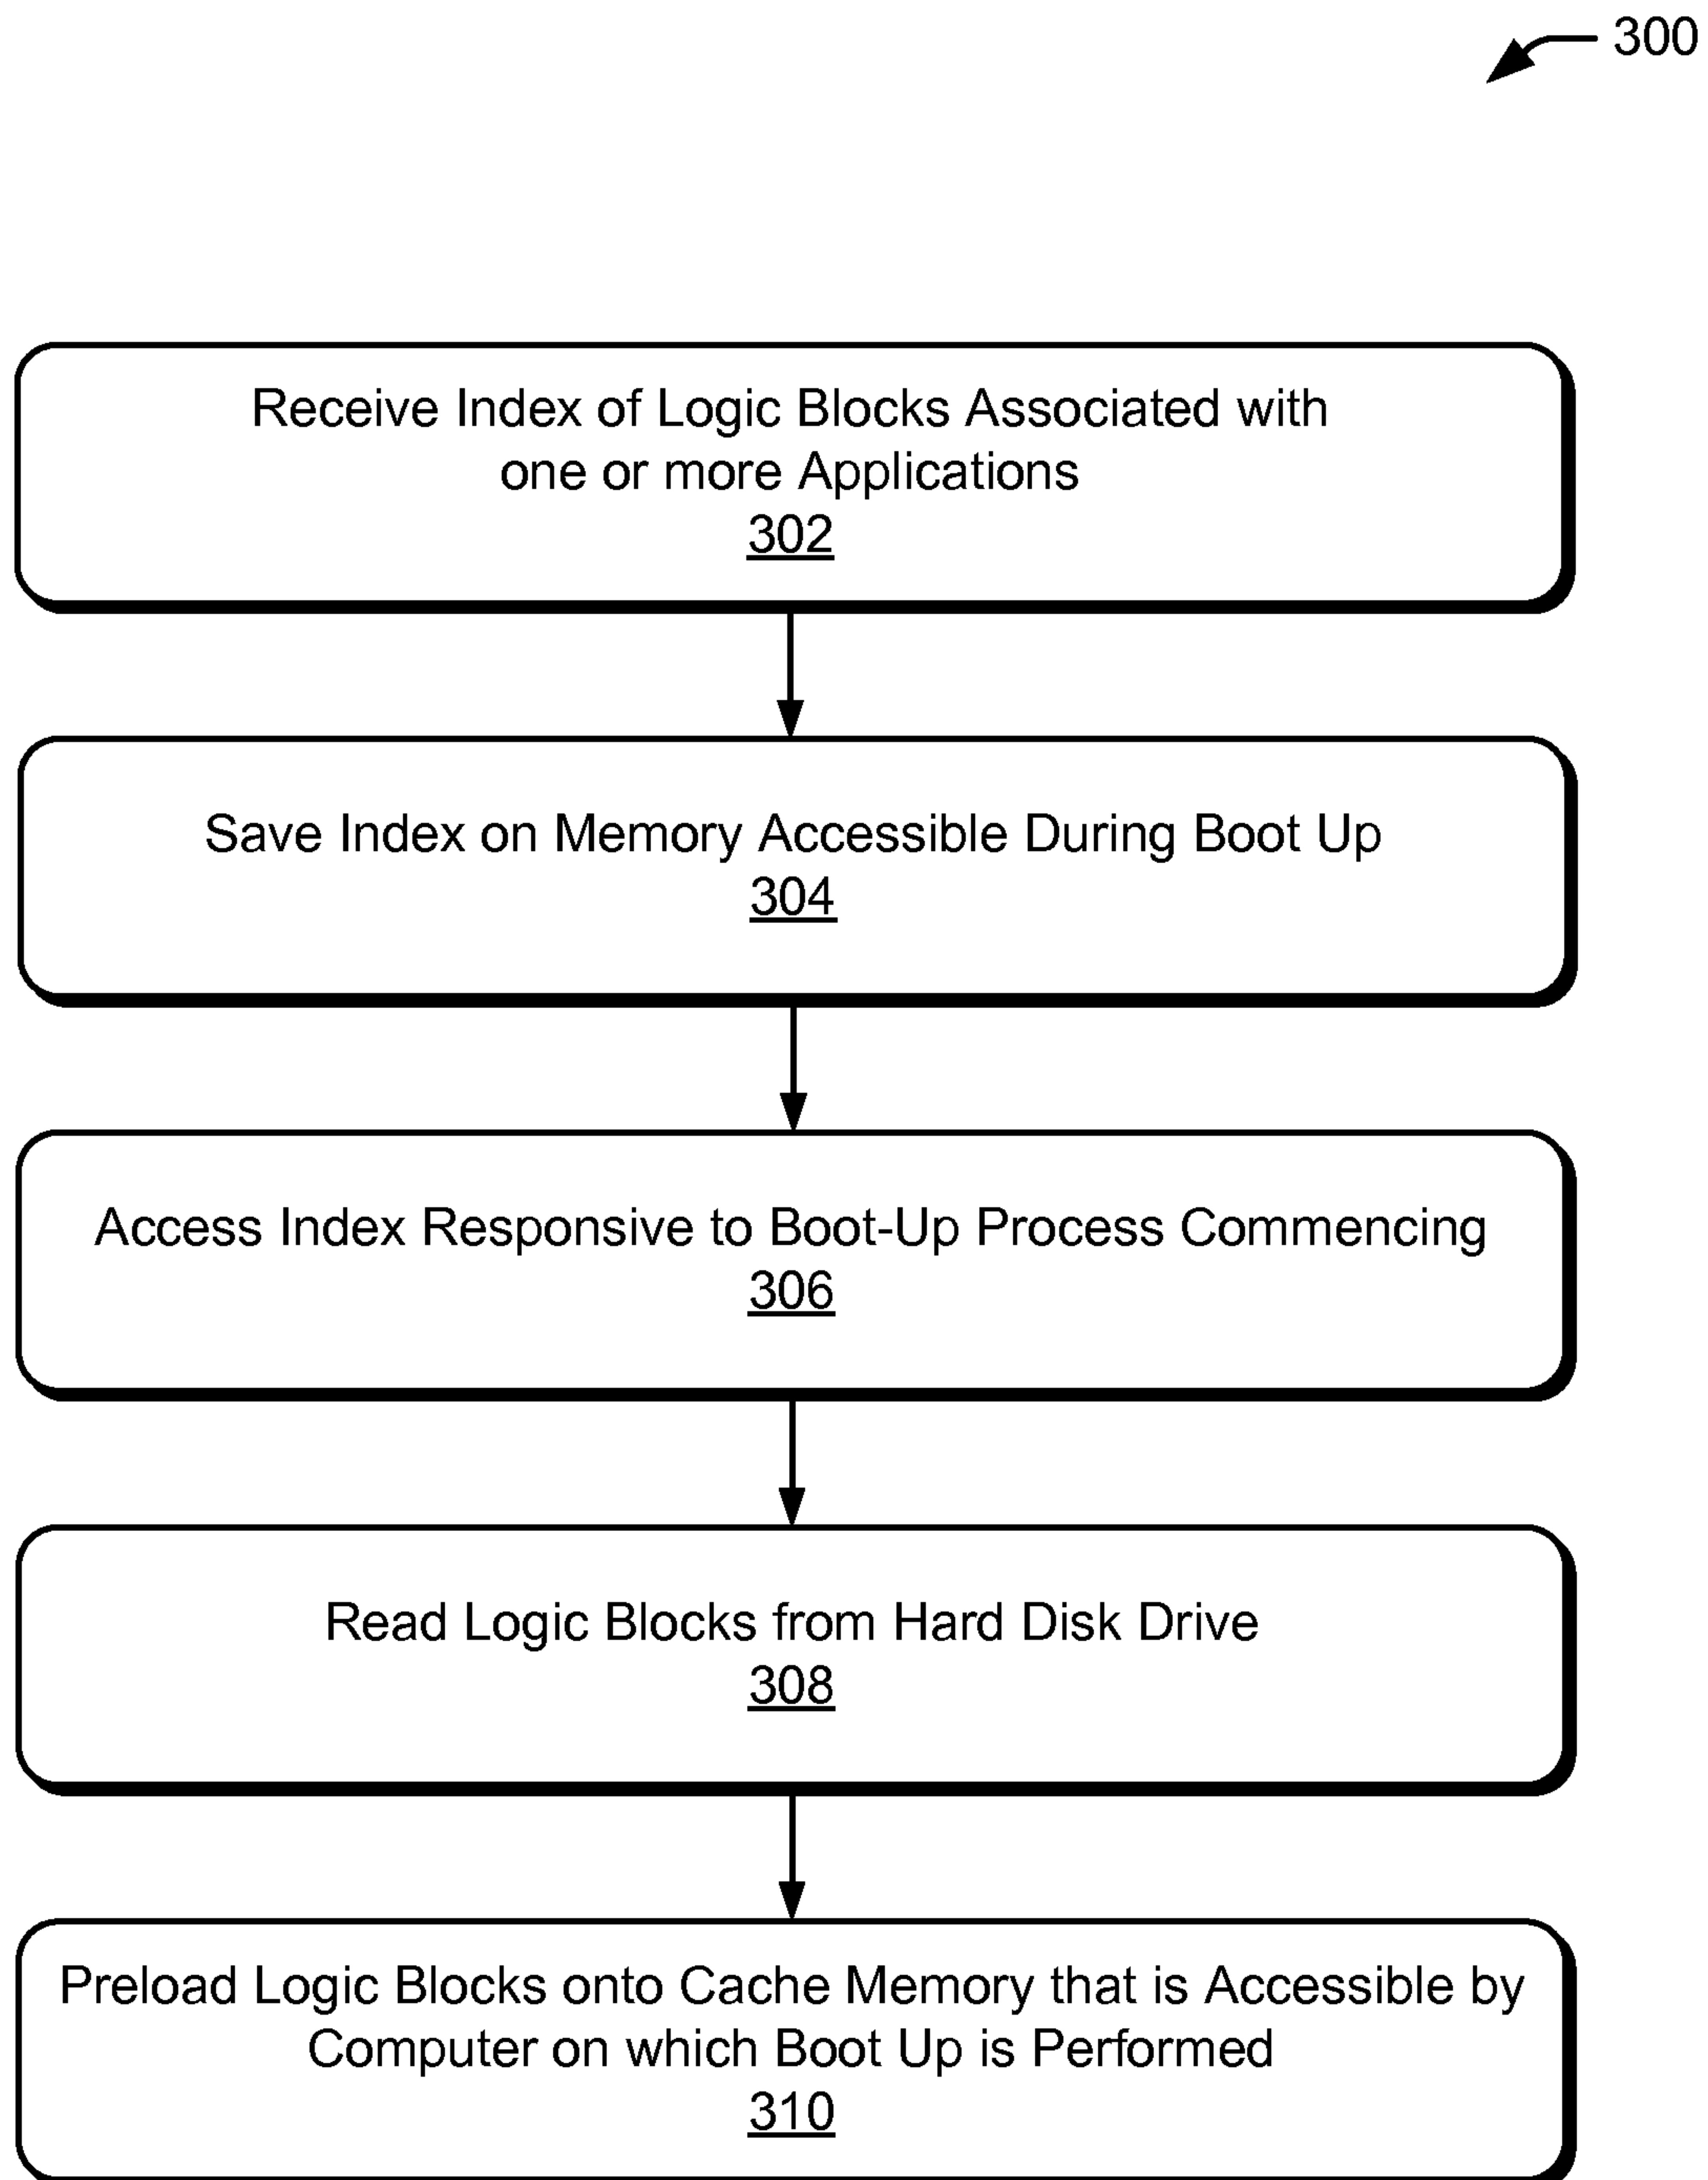 300
Receive Index of Logic Blocks Associated with
one or more Applications
302
Save Index on Memory Accessible During Boot Up
304
Access Index Responsive to Boot-Up Process Commencing
306
Read Logic Blocks from Hard Disk Drive
308
Preload Logic Blocks onto Cache Memory that is Accessible by
Computer on which Boot Up is Performed
310